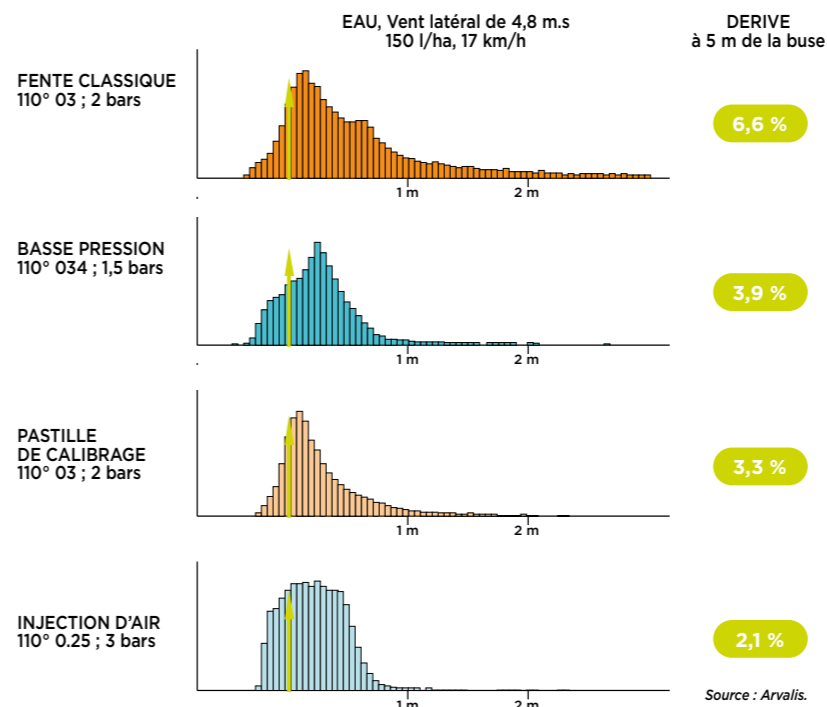 EAU, Vent latéral de 4,8 m.s
150 l/ha, 17 km/h
DERIVE
à 5 m de la buse
FENTE CLASSIQUE
110° 03 ; 2 bars
6,6 %
1 m
2 m
BASSE PRESSION
110° 034 ; 1,5 bars
3,9 %
1 m
2 m
PASTILLE
DE CALIBRAGE
110° 03 ; 2 bars
3,3 %
1 m
2 m
INJECTION D'AIR
110° 0.25 ; 3 bars
2,1 %
1 m
2 m
Source : Arvalis.